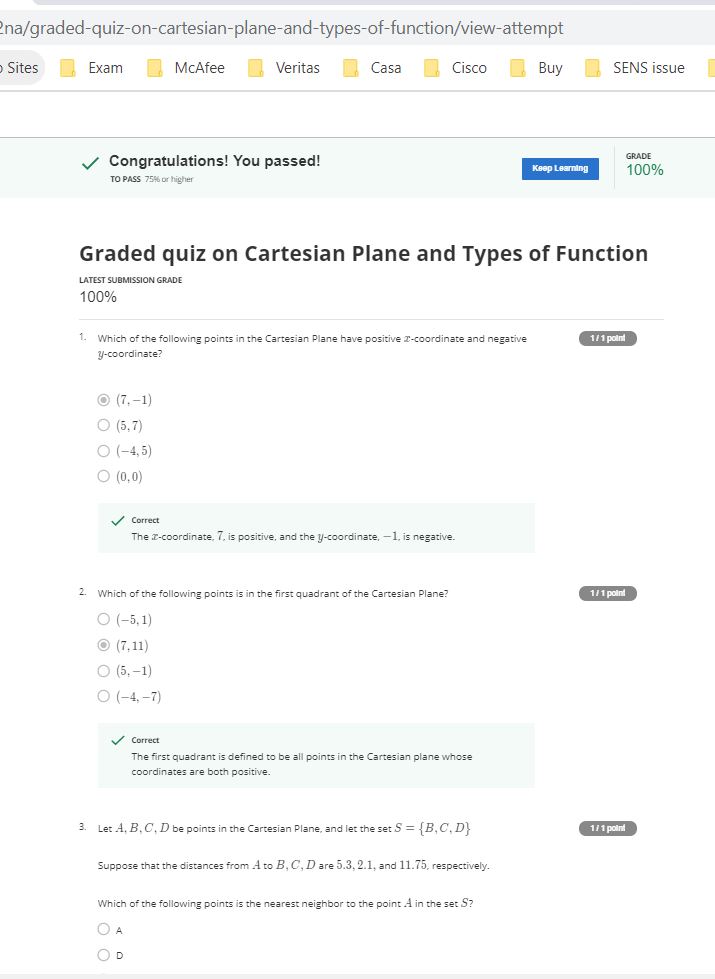 2na/graded-quiz-on-cartesian-plane-and-types-of-function/view-attempt
Sites Exam McAfee Veritas Casa Cisco Buy SENS issue
Congratulations! You passed!
TO PASS 75% or higher
Keep Learning
GRADE
100%
Graded quiz on Cartesian Plane and Types of Function
LATEST SUBMISSION GRADE
100%
1. Which of the following points in the Cartesian Plane have positive x-coordinate and negative
y-coordinate?
1 / 1 point
(7, −1)
(5, 7)
(−4, 5)
(0, 0)
Correct
The x-coordinate, 7, is positive, and the y-coordinate, −1, is negative.
2. Which of the following points is in the first quadrant of the Cartesian Plane?
1 / 1 point
(−5, 1)
(7, 11)
(5, −1)
(−4, −7)
Correct
The first quadrant is defined to be all points in the Cartesian plane whose
coordinates are both positive.
3. Let A, B, C, D be points in the Cartesian Plane, and let the set S = {B, C, D}
1 / 1 point
Suppose that the distances from A to B, C, D are 5.3, 2.1, and 11.75, respectively.
Which of the following points is the nearest neighbor to the point A in the set S?
A
D